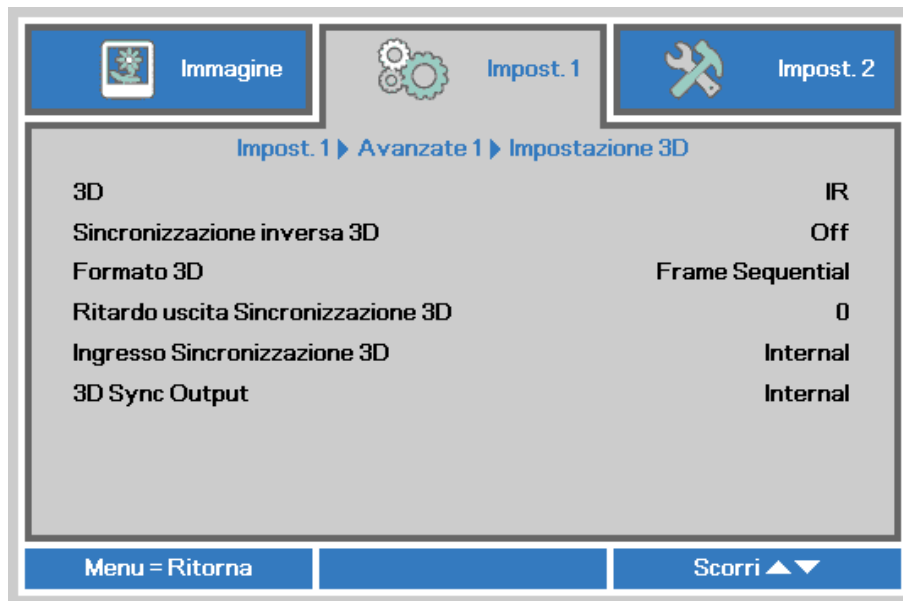 Immagine
Impost. 1
Impost. 2
Impost. 1 Avanzate 1 Impostazione 3D
3D IR
Sincronizzazione inversa 3D Off
Formato 3D Frame Sequential
Ritardo uscita Sincronizzazione 3D 0
Ingresso Sincronizzazione 3D Internal
3D Sync Output Internal
Menu = Ritorna
Scorri